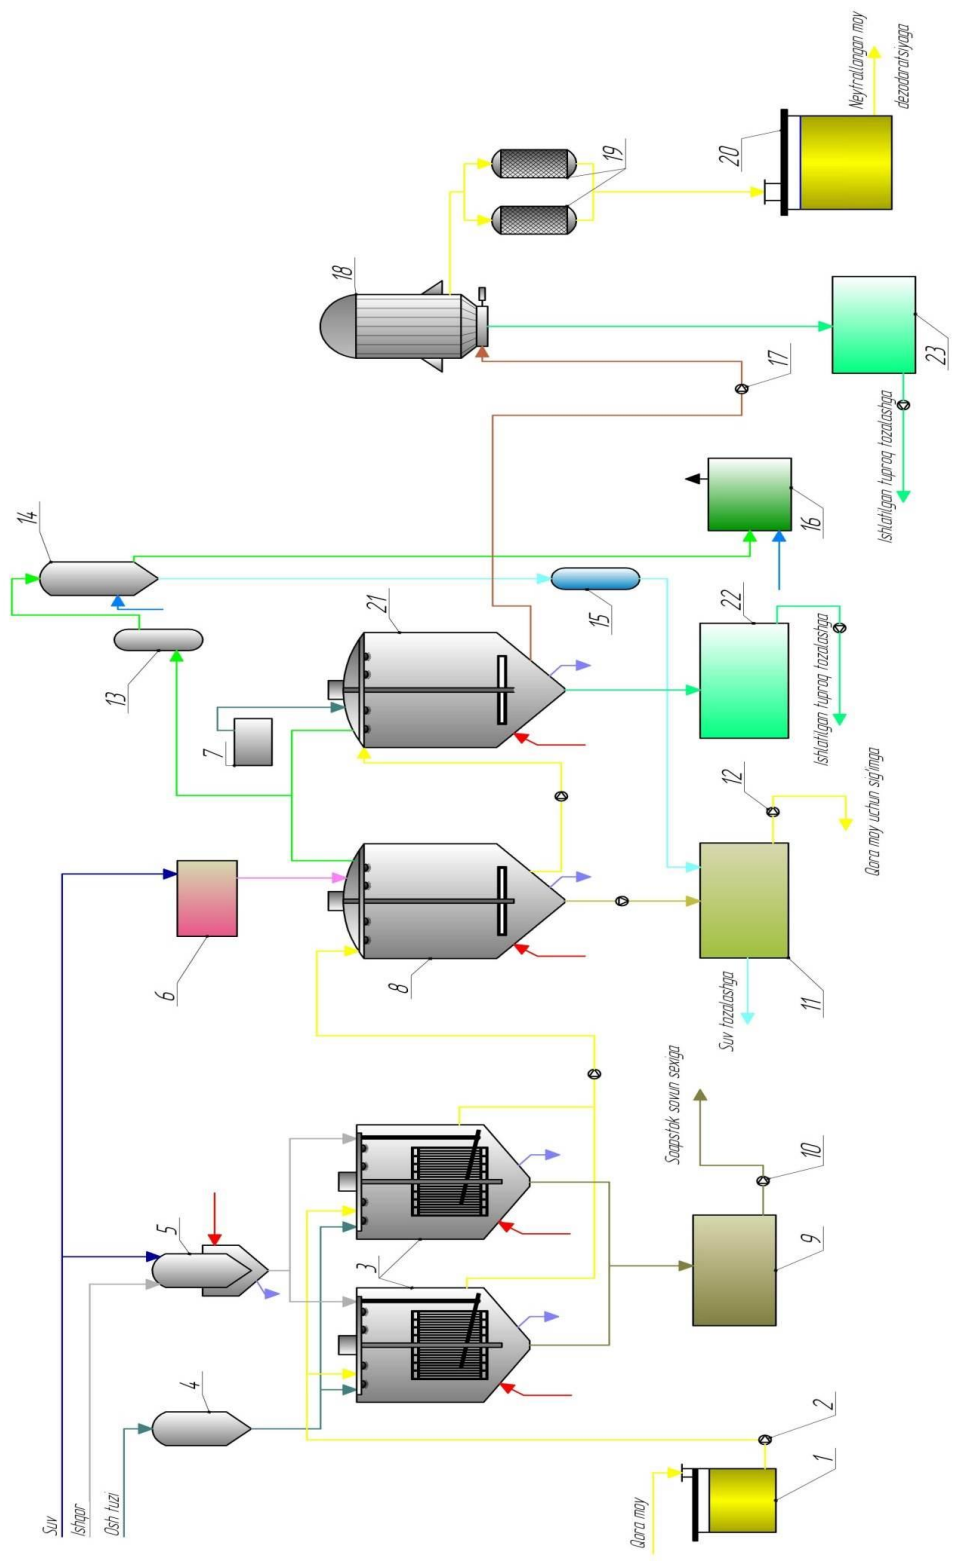 Suv
Ishqor
Osh tuzi
4
5
3
6
7
8
13
14
21
18
19
20
Neytrallangan moy
dezodaratsiyaga
Qora moy
1
2
9
10
Soapstok sovun sexiga
Suv tozalashga
11
12
Qora moy uchun sig'imga
15
22
Ishlatilgan tuproq tozalashga
16
17
23
Ishlatilgan tuproq tozalashga